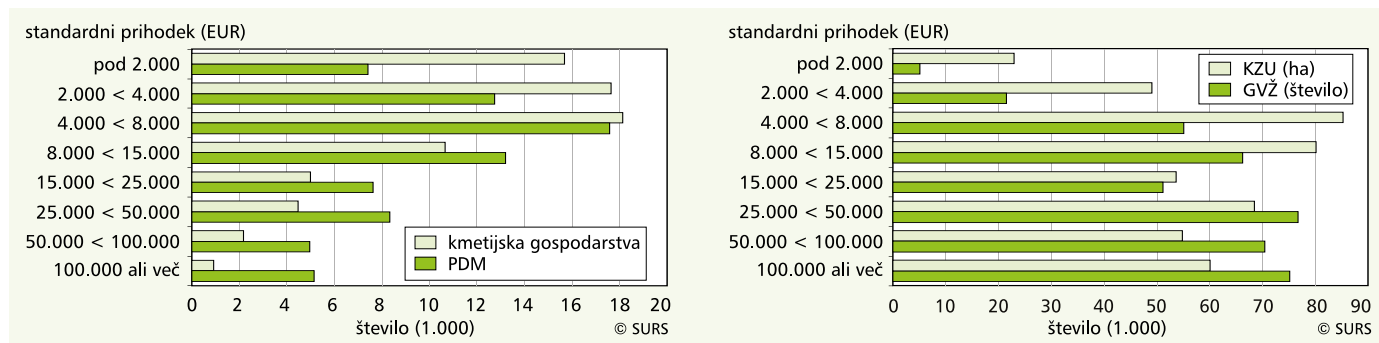 standardni prihodek (EUR)
pod 2.000
2.000 < 4.000
4.000 < 8.000
8.000 < 15.000
15.000 < 25.000
25.000 < 50.000
50.000 < 100.000
100.000 ali več
kmetijska gospodarstva
PDM
0 2 4 6 8 10 12 14 16 18 20
število (1.000)
© SURS
standardni prihodek (EUR)
pod 2.000
2.000 < 4.000
4.000 < 8.000
8.000 < 15.000
15.000 < 25.000
25.000 < 50.000
50.000 < 100.000
100.000 ali več
KZU (ha)
GVŽ (število)
0 10 20 30 40 50 60 70 80 90
število (1.000)
© SURS